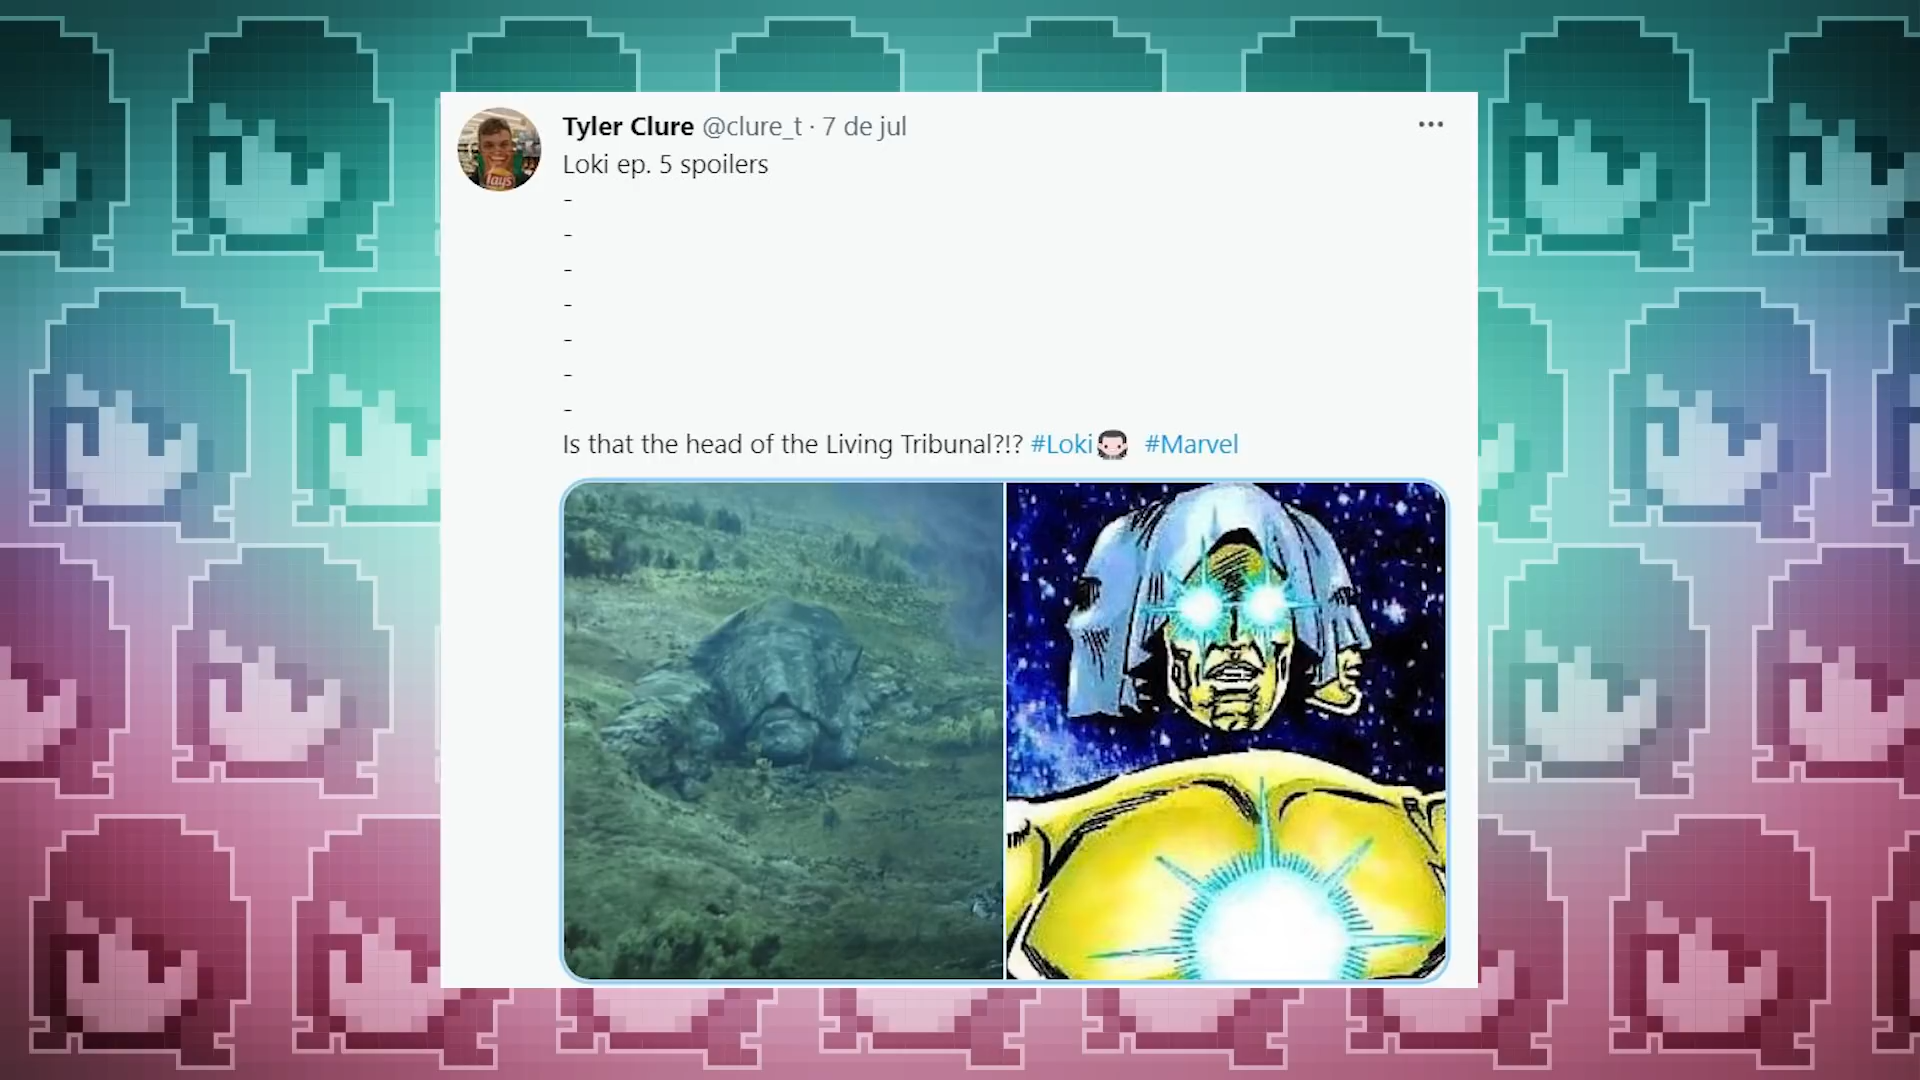 Tyler Clure @clure_t · 7 de jul
Loki ep. 5 spoilers
-
-
-
-
-
-
-
Is that the head of the Living Tribunal?!? #Loki #Marvel
lays